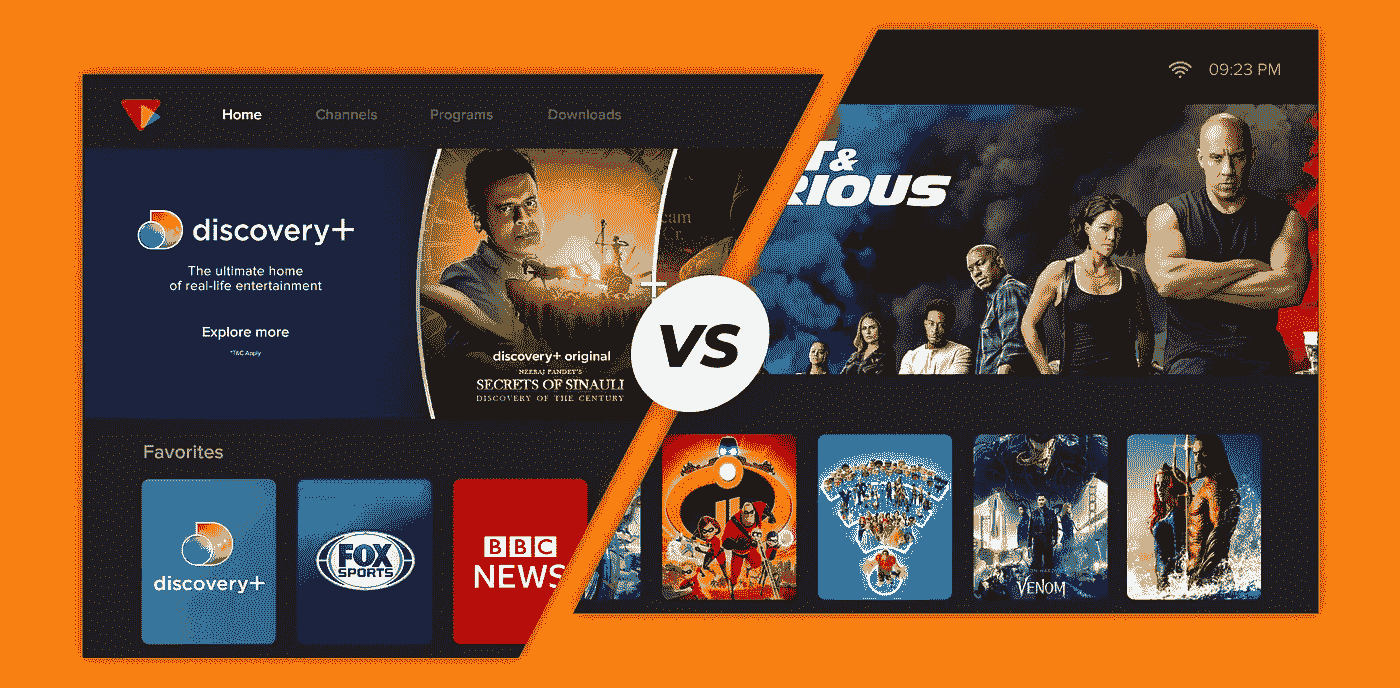 Home
Channels
Programs
Downloads
discovery+
The ultimate home
of real-life entertainment
Explore more
*T&C Apply
cam
discovery+ original
NEERAJ PANDEY'S
SECRETS OF SINAULI
DISCOVERY OF THE CENTURY
VS
09:23 PM
T &
RIOUS
Favorites
discovery+
FOX
SPORTS
BBC
NEWS
VENOM